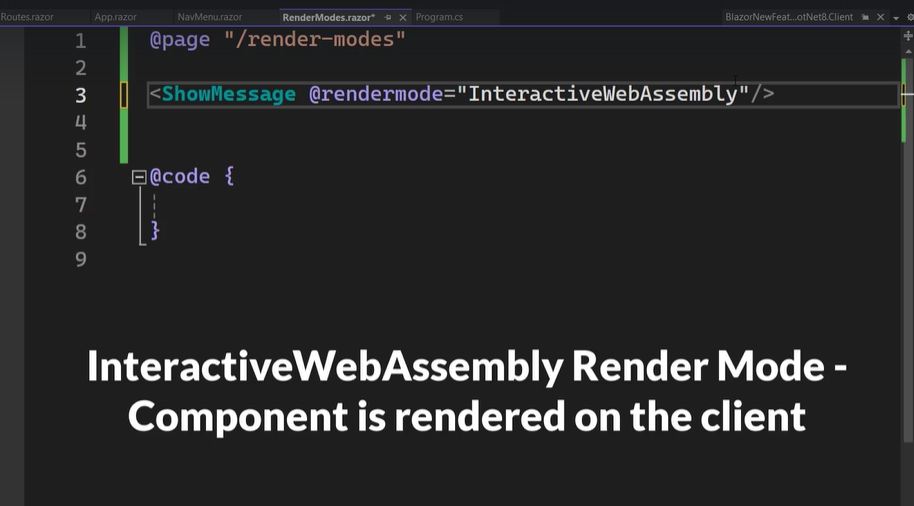 Routes.razor App.razor NavMenu.razor RenderModes.razor* Program.cs BlazorNewFeat...otNet8.Client
1 @page "/render-modes"
2
3 <ShowMessage @rendermode="InteractiveWebAssembly"/>
4
5
6 @code {
7
8 }
9
InteractiveWebAssembly Render Mode -
Component is rendered on the client